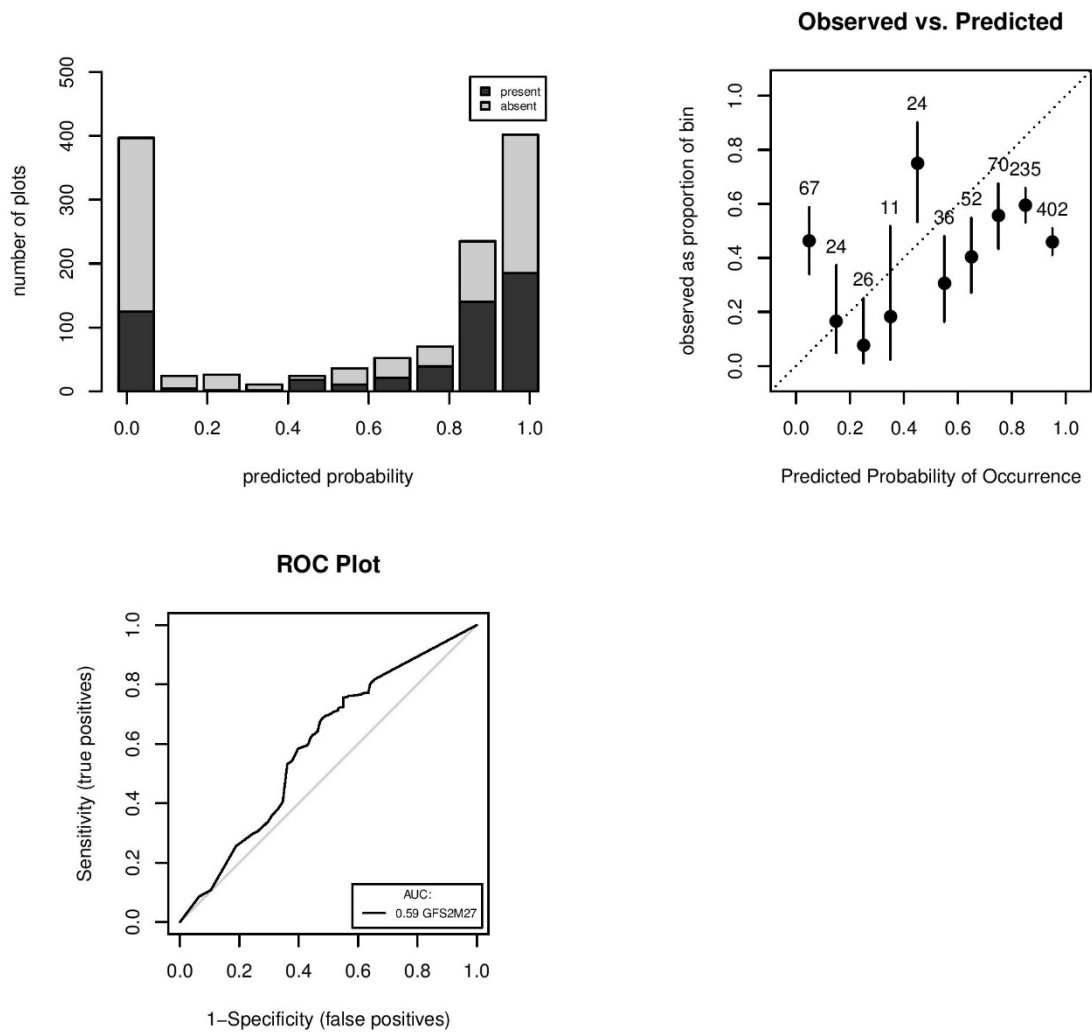 number of plots
500
400
300
200
100
0
present
absent
0.0 0.2 0.4 0.6 0.8 1.0
predicted probability
Observed vs. Predicted
observed as proportion of bin
1.0
0.8
0.6
0.4
0.2
0.0
67
24
26
11
24
36
52
70
235
402
0.0 0.2 0.4 0.6 0.8 1.0
Predicted Probability of Occurrence
ROC Plot
Sensitivity (true positives)
1.0
0.8
0.6
0.4
0.2
0.0
AUC:
0.59 GFS2M27
0.0 0.2 0.4 0.6 0.8 1.0
1−Specificity (false positives)